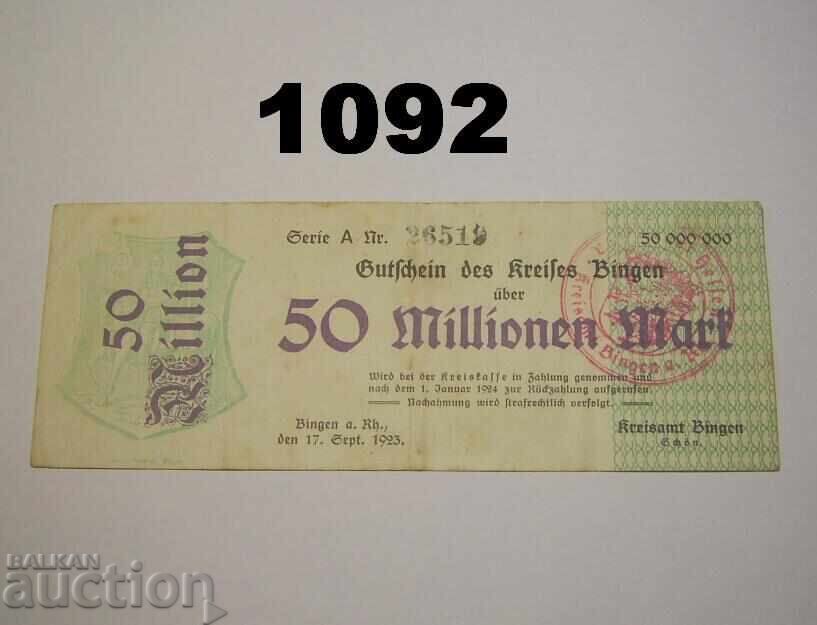 1092
50 Million
Serie A Nr. 26519
50 000 000
Gutschein des Kreises Bingen
über
50 Millionen Mark
Wird bei der Kreiskasse in Zahlung genommen und
nach dem 1. Januar 1924 zur Rückzahlung aufgerufen.
Nachahmung wird strafrechtlich verfolgt.
Bingen a. Rh.,
den 17. Sept. 1923.
Kreisamt Bingen
Schön.
Bingen a.
BALKAN
auction